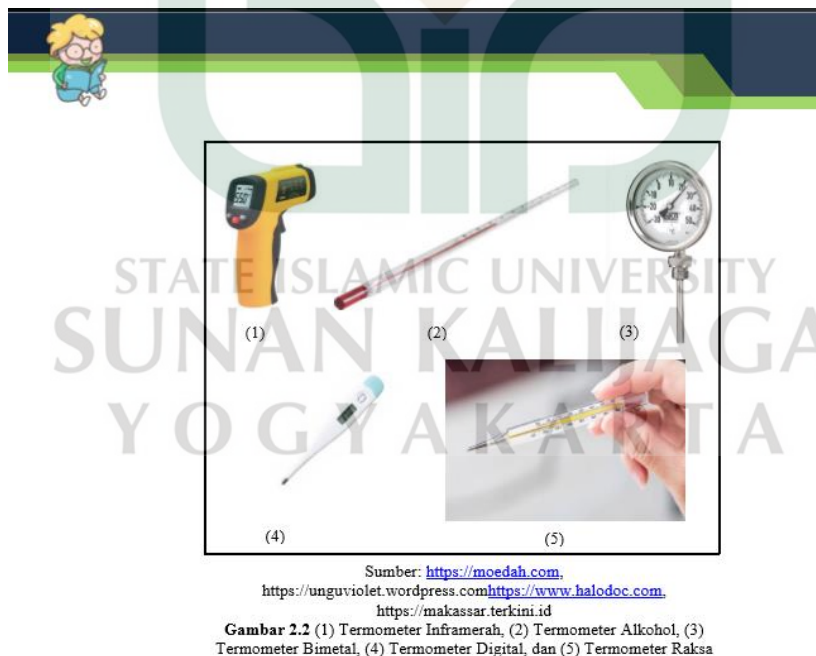 STATE ISLAMIC UNIVERSITY
SUNAN KALIJAGA
YOGYAKARTA
(1)
(2)
(3)
(4)
(5)
Sumber: https://moedah.com,
https://unguviolet.wordpress.comhttps://www.halodoc.com,
https://makassar.terkini.id
Gambar 2.2 (1) Termometer Inframerah, (2) Termometer Alkohol, (3)
Termometer Bimetal, (4) Termometer Digital, dan (5) Termometer Raksa